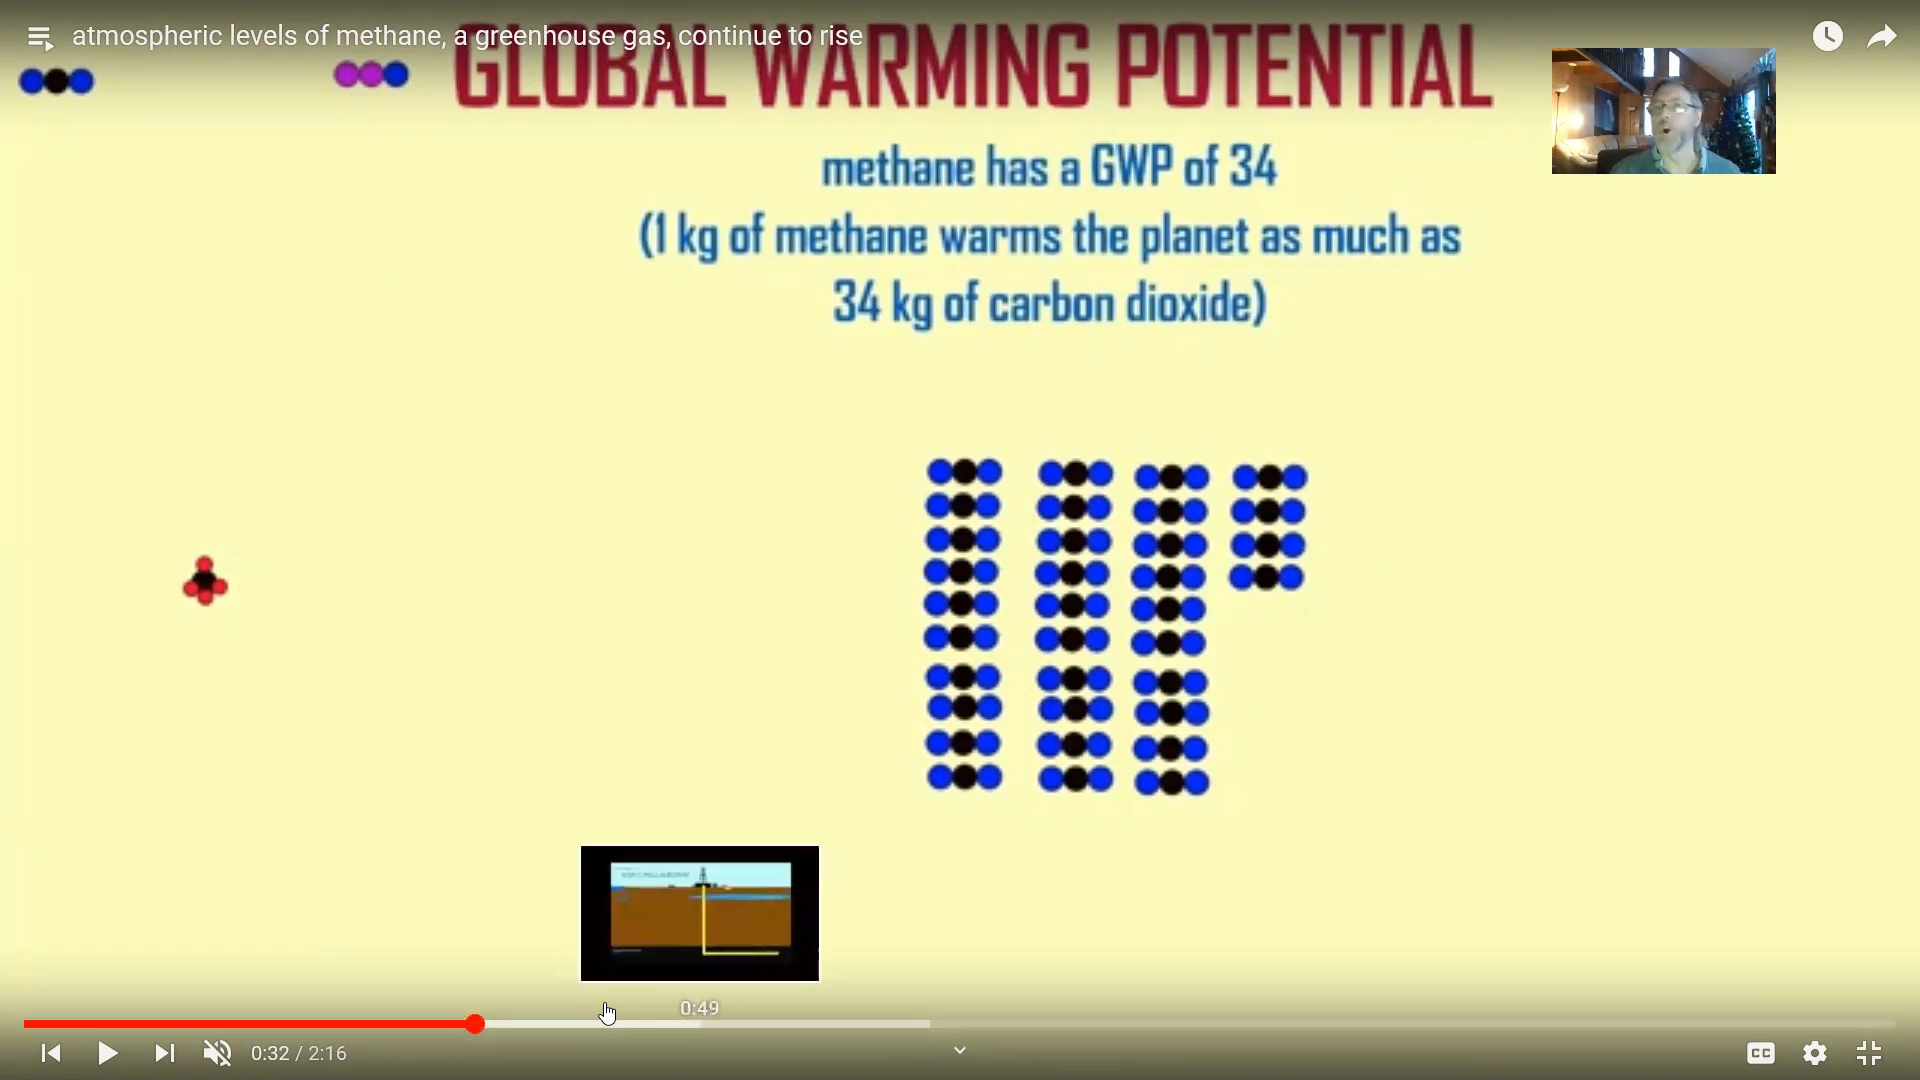 atmospheric levels of methane, a greenhouse gas, continue to rise
GLOBAL WARMING POTENTIAL
methane has a GWP of 34
(1 kg of methane warms the planet as much as
34 kg of carbon dioxide)
0:49
0:32 / 2:16
CC